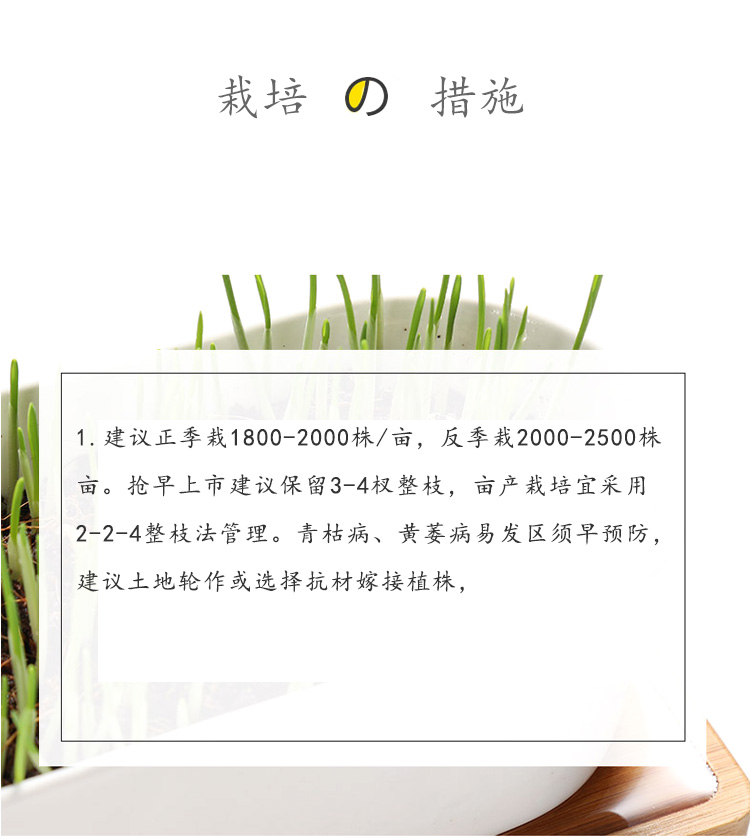 栽培 の 措施
1.建议正季栽1800-2000株/亩，反季栽2000-2500株
亩。抢早上市建议保留3-4杈整枝，亩产栽培宜采用
2-2-4整枝法管理。青枯病、黄萎病易发区须早预防，
建议土地轮作或选择抗材嫁接植株，